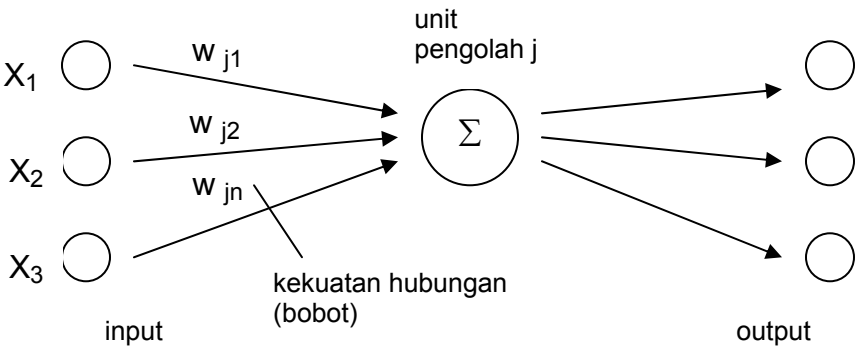 unit
pengolah j
w j1
X1
Σ
w j2
X2
w jn
X3
kekuatan hubungan
(bobot)
input
output